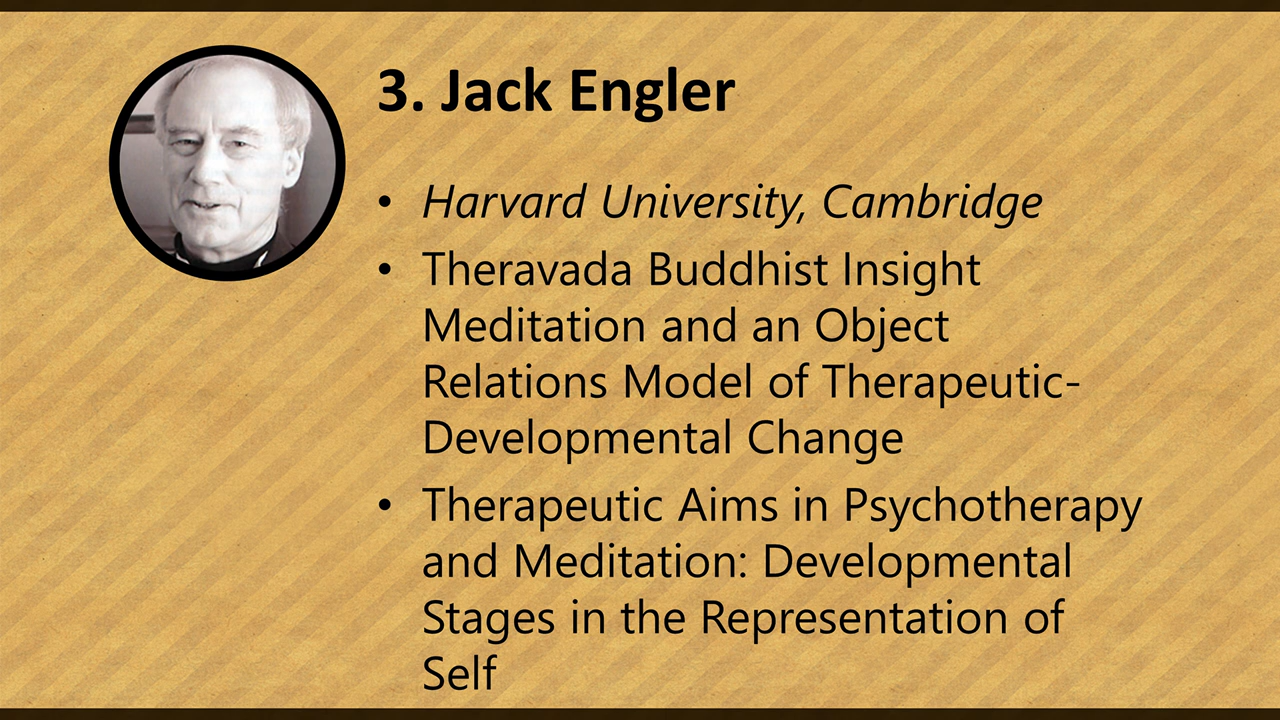 3. Jack Engler
• Harvard University, Cambridge
• Theravada Buddhist Insight
Meditation and an Object
Relations Model of Therapeutic-
Developmental Change
• Therapeutic Aims in Psychotherapy
and Meditation: Developmental
Stages in the Representation of
Self